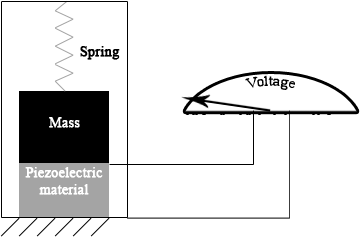 Voltage
Spring
Mass
Piezoelectric
material